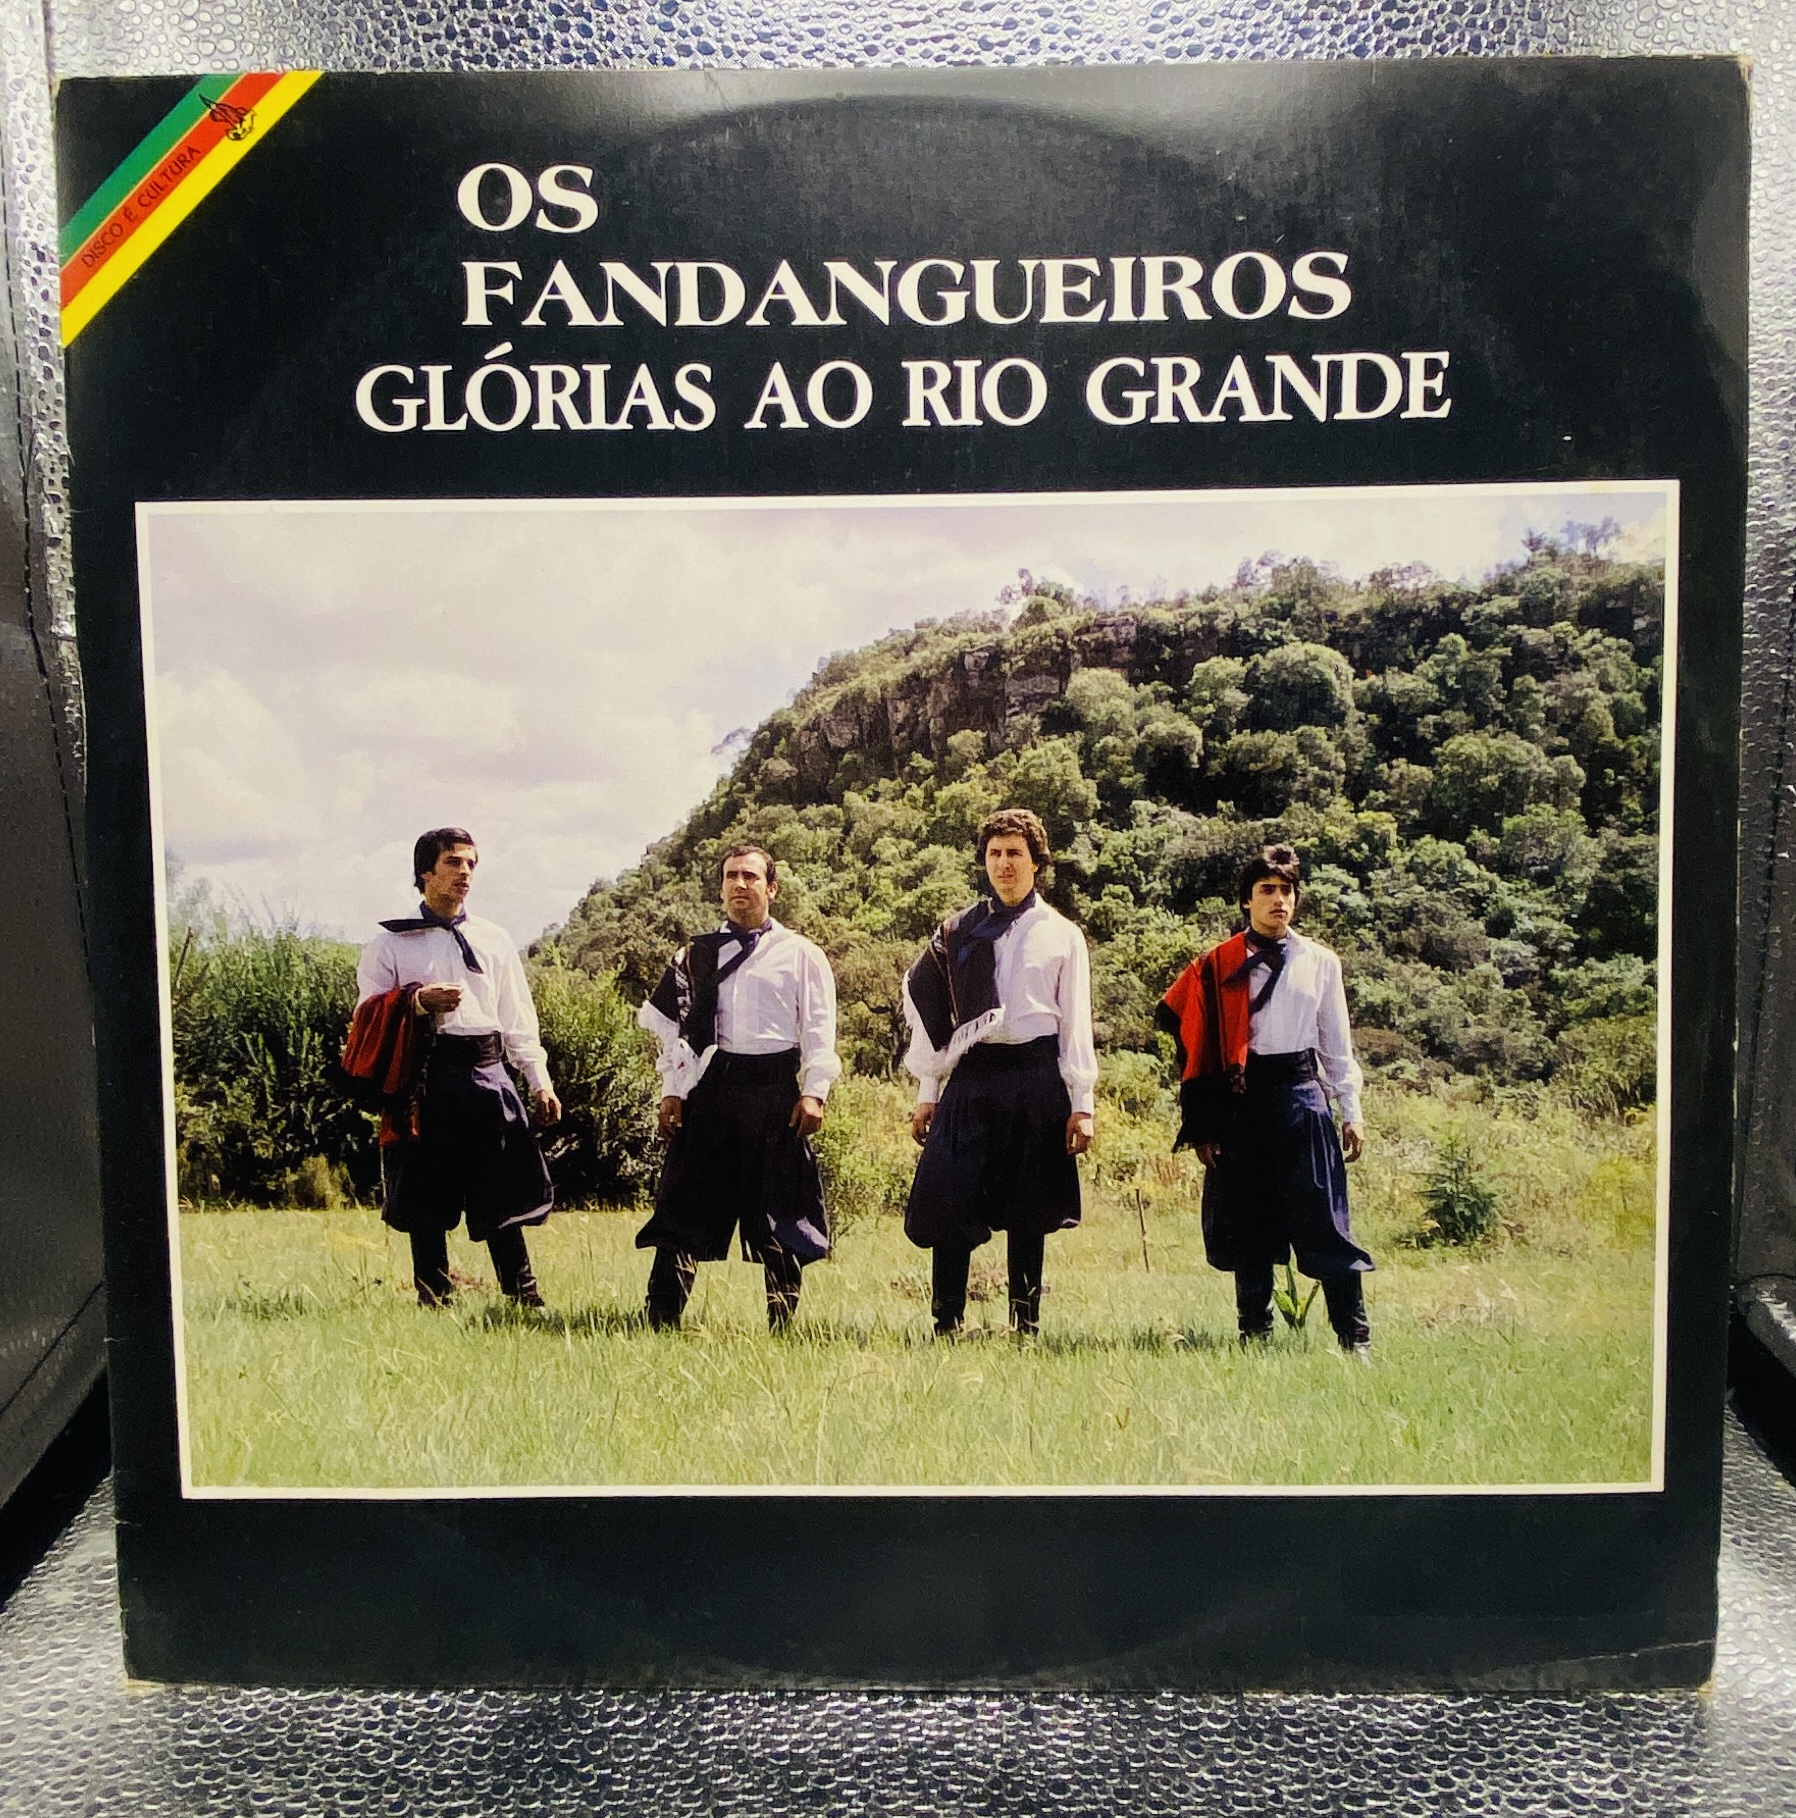 DISCO É CULTURA
OS
FANDANGUEIROS
GLÓRIAS AO RIO GRANDE